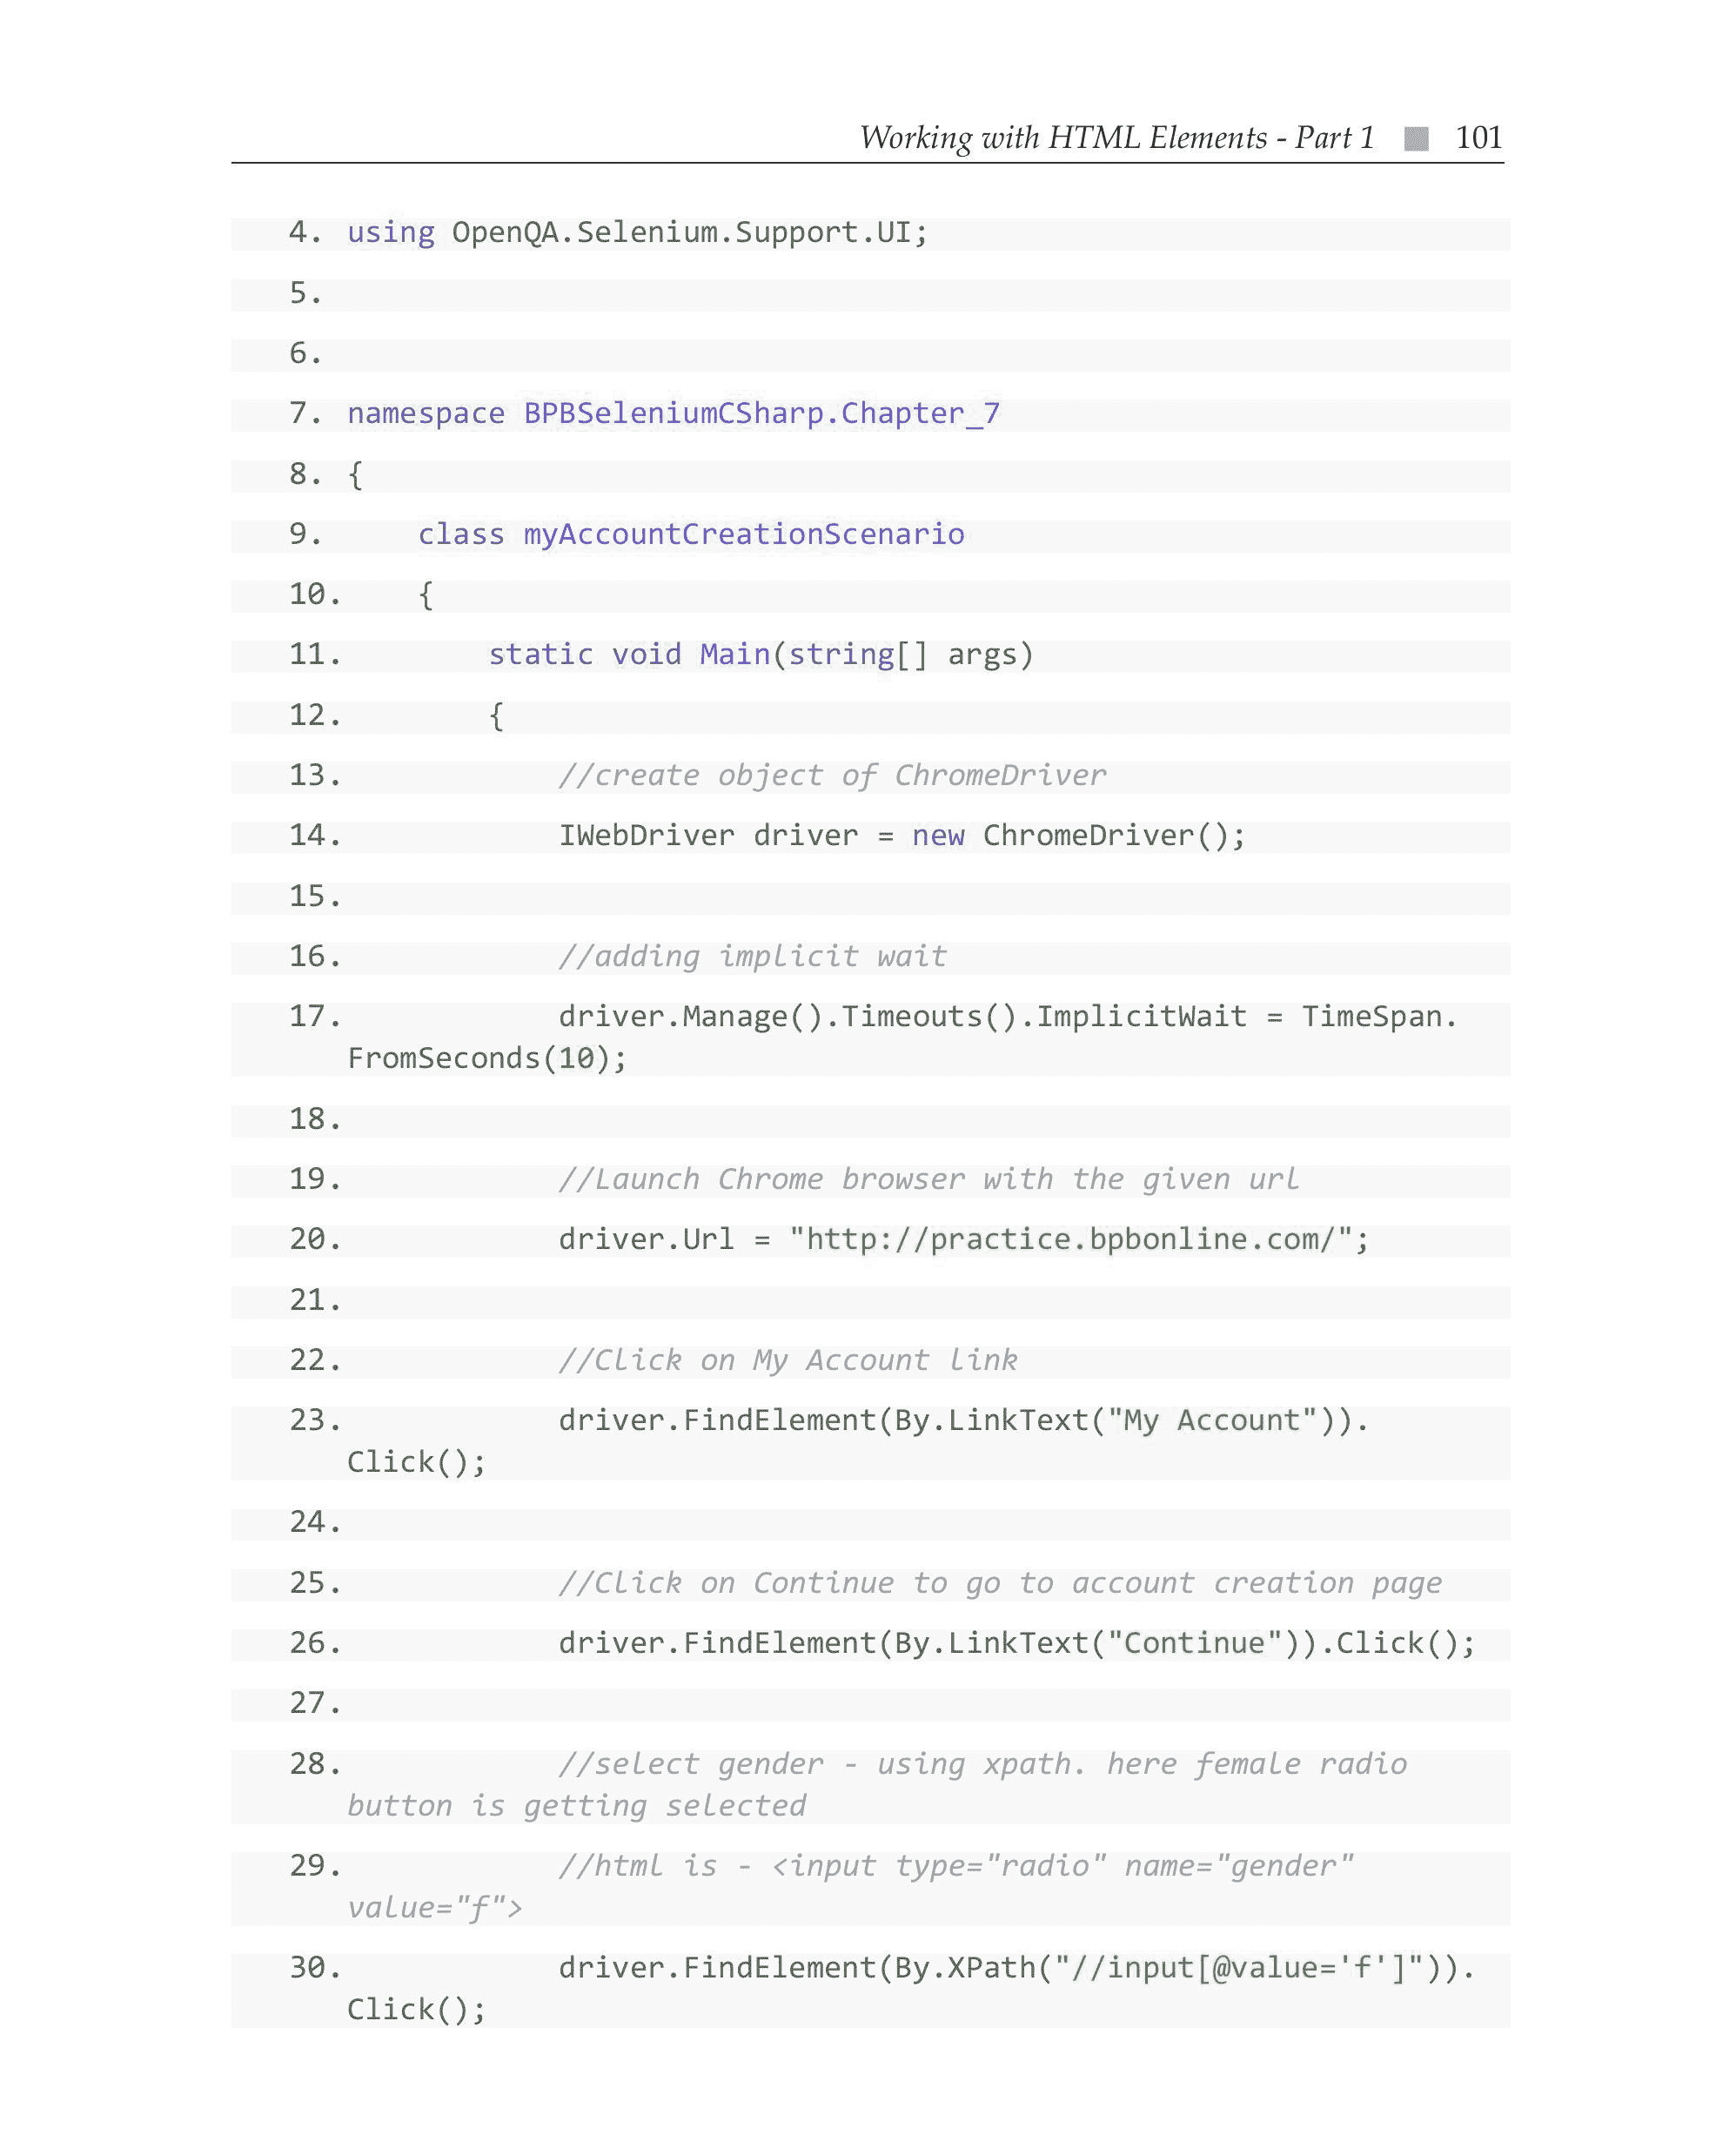 Working with HTML Elements - Part 1 101
4. using OpenQA.Selenium.Support.UI;
5.
6.
7. namespace BPBSeleniumCSharp.Chapter_7
8. {
9.     class myAccountCreationScenario
10.     {
11.         static void Main(string[] args)
12.         {
13.             //create object of ChromeDriver
14.             IWebDriver driver = new ChromeDriver();
15.
16.             //adding implicit wait
17.             driver.Manage().Timeouts().ImplicitWait = TimeSpan.
FromSeconds(10);
18.
19.             //Launch Chrome browser with the given url
20.             driver.Url = "http://practice.bpbonline.com/";
21.
22.             //Click on My Account link
23.             driver.FindElement(By.LinkText("My Account")).
Click();
24.
25.             //Click on Continue to go to account creation page
26.             driver.FindElement(By.LinkText("Continue")).Click();
27.
28.             //select gender - using xpath. here female radio
button is getting selected
29.             //html is - <input type="radio" name="gender"
value="f">
30.             driver.FindElement(By.XPath("//input[@value='f']")).
Click();